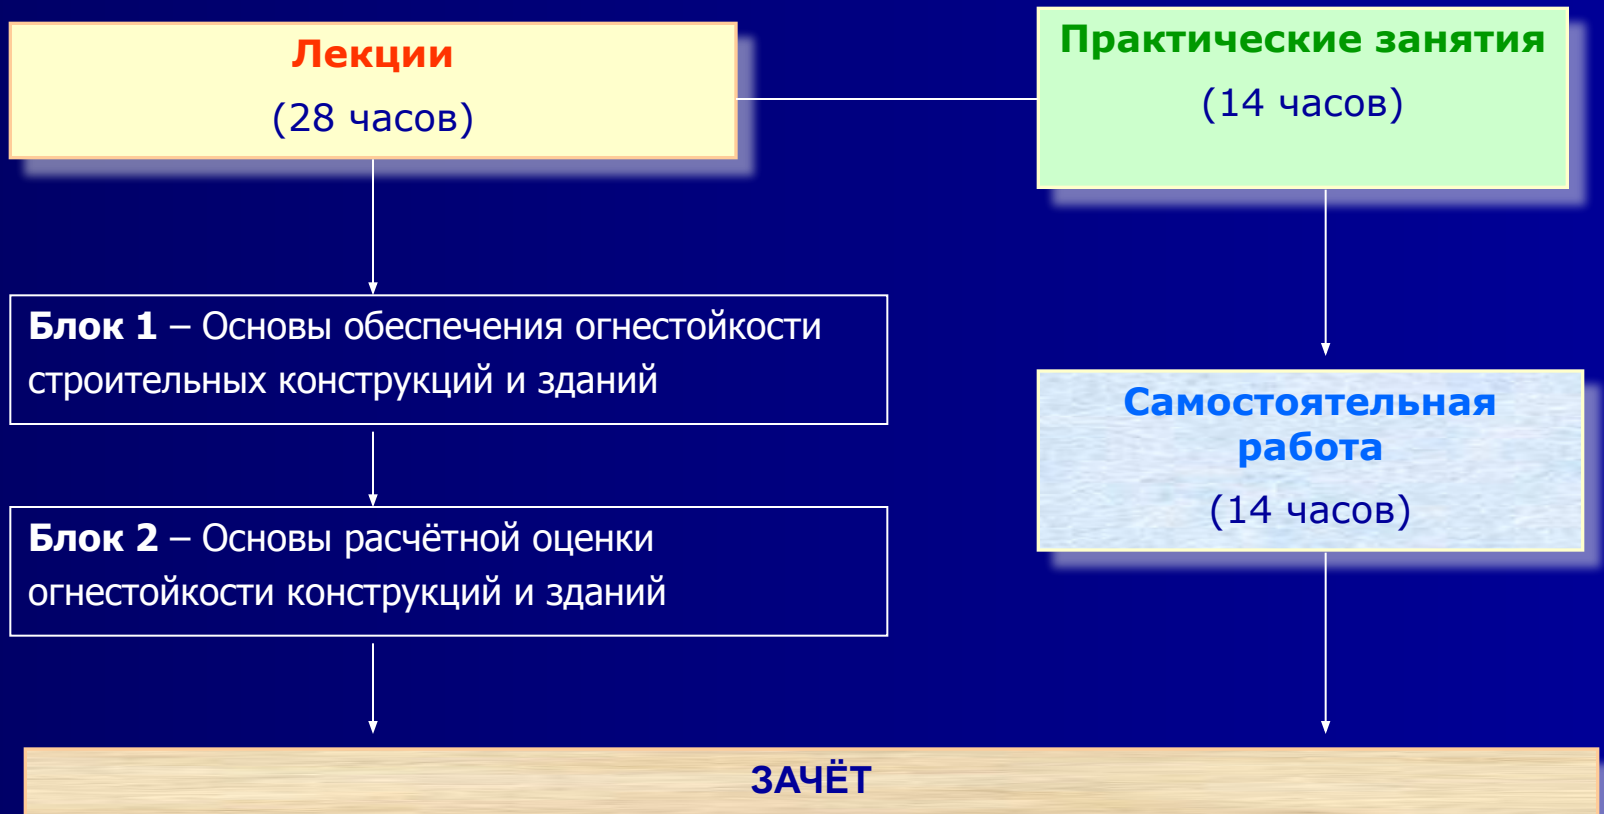 Лекции
(28 часов)
Практические занятия
(14 часов)
Блок 1 – Основы обеспечения огнестойкости
строительных конструкций и зданий
Самостоятельная
работа
(14 часов)
Блок 2 – Основы расчётной оценки
огнестойкости конструкций и зданий
ЗАЧЁТ